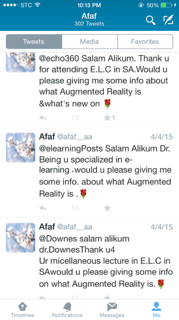 STC 10:13 PM 50%
Afaf
302 Tweets
Tweets Media Favorites
@echo360 Salam Alikum. Thank u
for attending E.L.C in SA.Would u
please giving me some info about
what Augmented Reality is
&what's new on 🌹
1
Afaf @afaf__aa 4/4/15
@elearningPosts Salam Alikum Dr.
Being u specialized in e-
learning .would u please giving me
some info. about what Augmented
Reality is .🌹
Afaf @afaf__aa 4/4/15
@Downes salam alikum
dr.DownesThank u4
Ur micellaneous lecture in E.L.C in
SAWould u please giving some info
on what Augmented Reality is.🌹
1
Timelines Notifications Messages Me